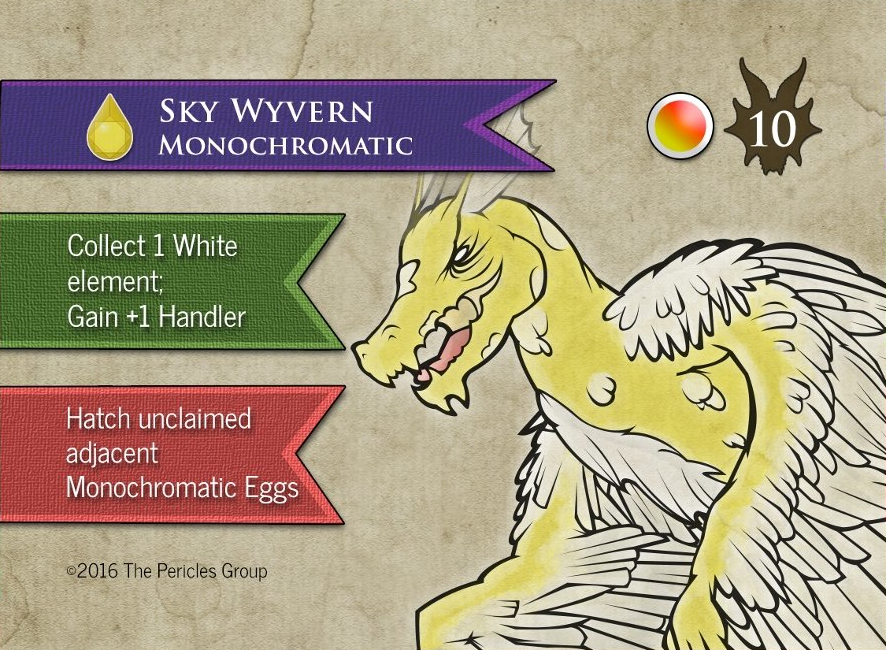 Sky Wyvern
Monochromatic
10
Collect 1 White
element;
Gain +1 Handler
Hatch unclaimed
adjacent
Monochromatic Eggs
©2016 The Pericles Group